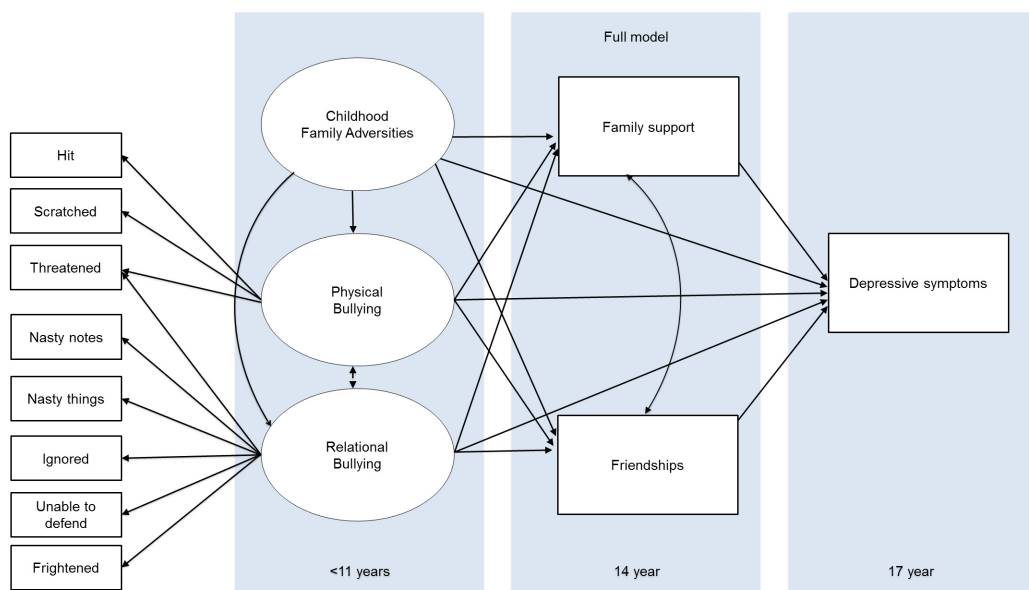 Full model
Childhood
Family Adversities
Family support
Hit
Scratched
Threatened
Physical
Bullying
Depressive symptoms
Nasty notes
Nasty things
Relational
Bullying
Friendships
Ignored
Unable to
defend
Frightened
<11 years
14 year
17 year